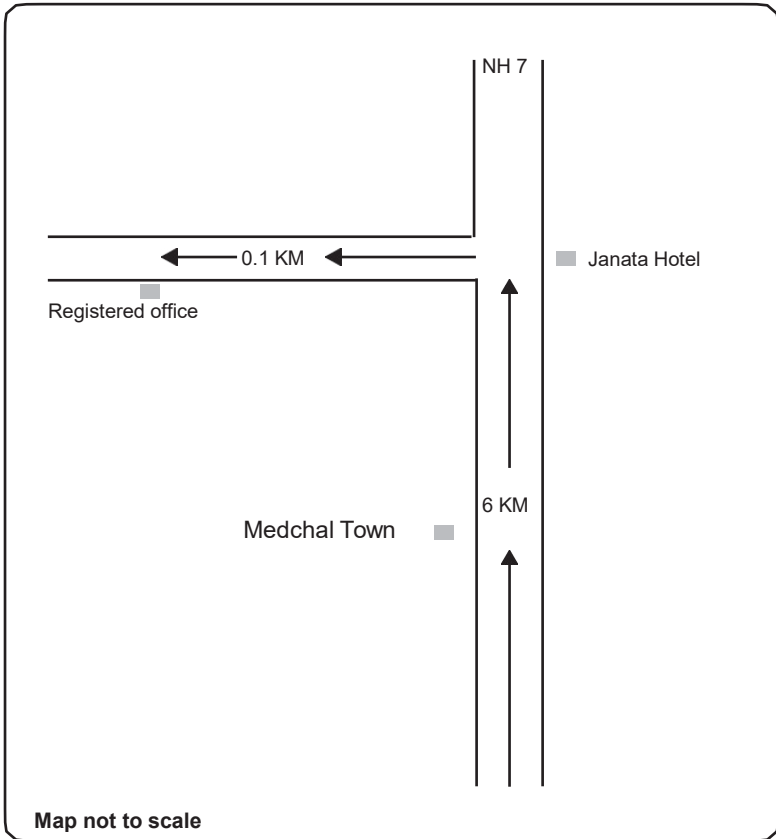 NH 7
0.1 KM
Janata Hotel
Registered office
6 KM
Medchal Town
Map not to scale